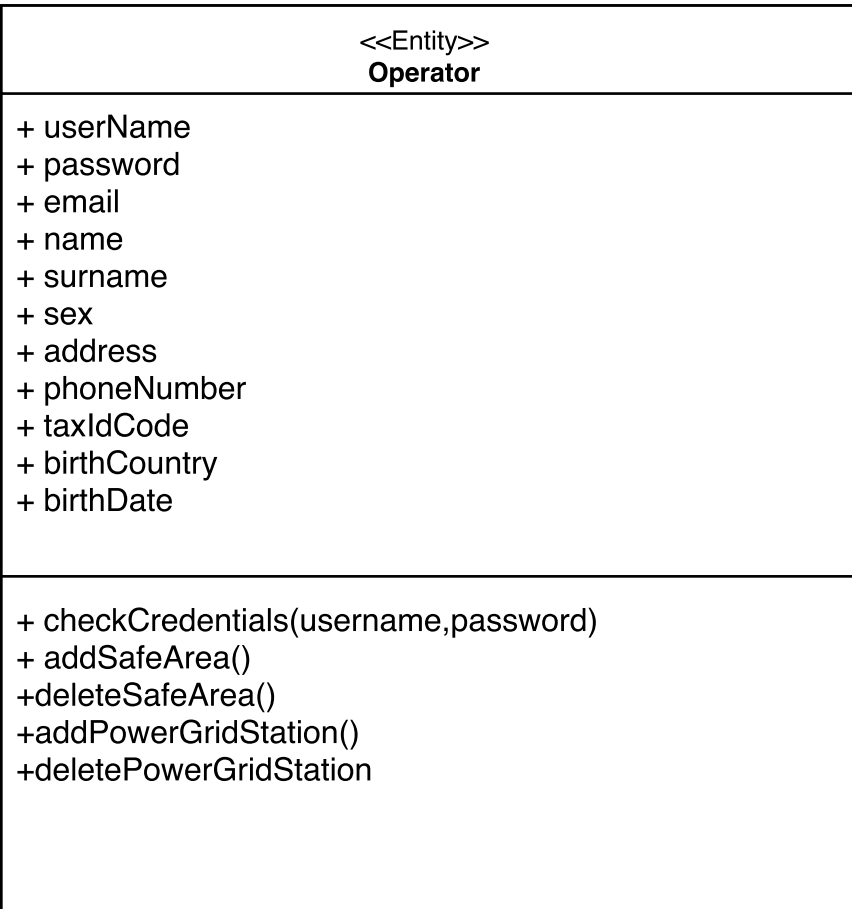 <<Entity>>
Operator
+ userName
+ password
+ email
+ name
+ surname
+ sex
+ address
+ phoneNumber
+ taxIdCode
+ birthCountry
+ birthDate
+ checkCredentials(username,password)
+ addSafeArea()
+deleteSafeArea()
+addPowerGridStation()
+deletePowerGridStation